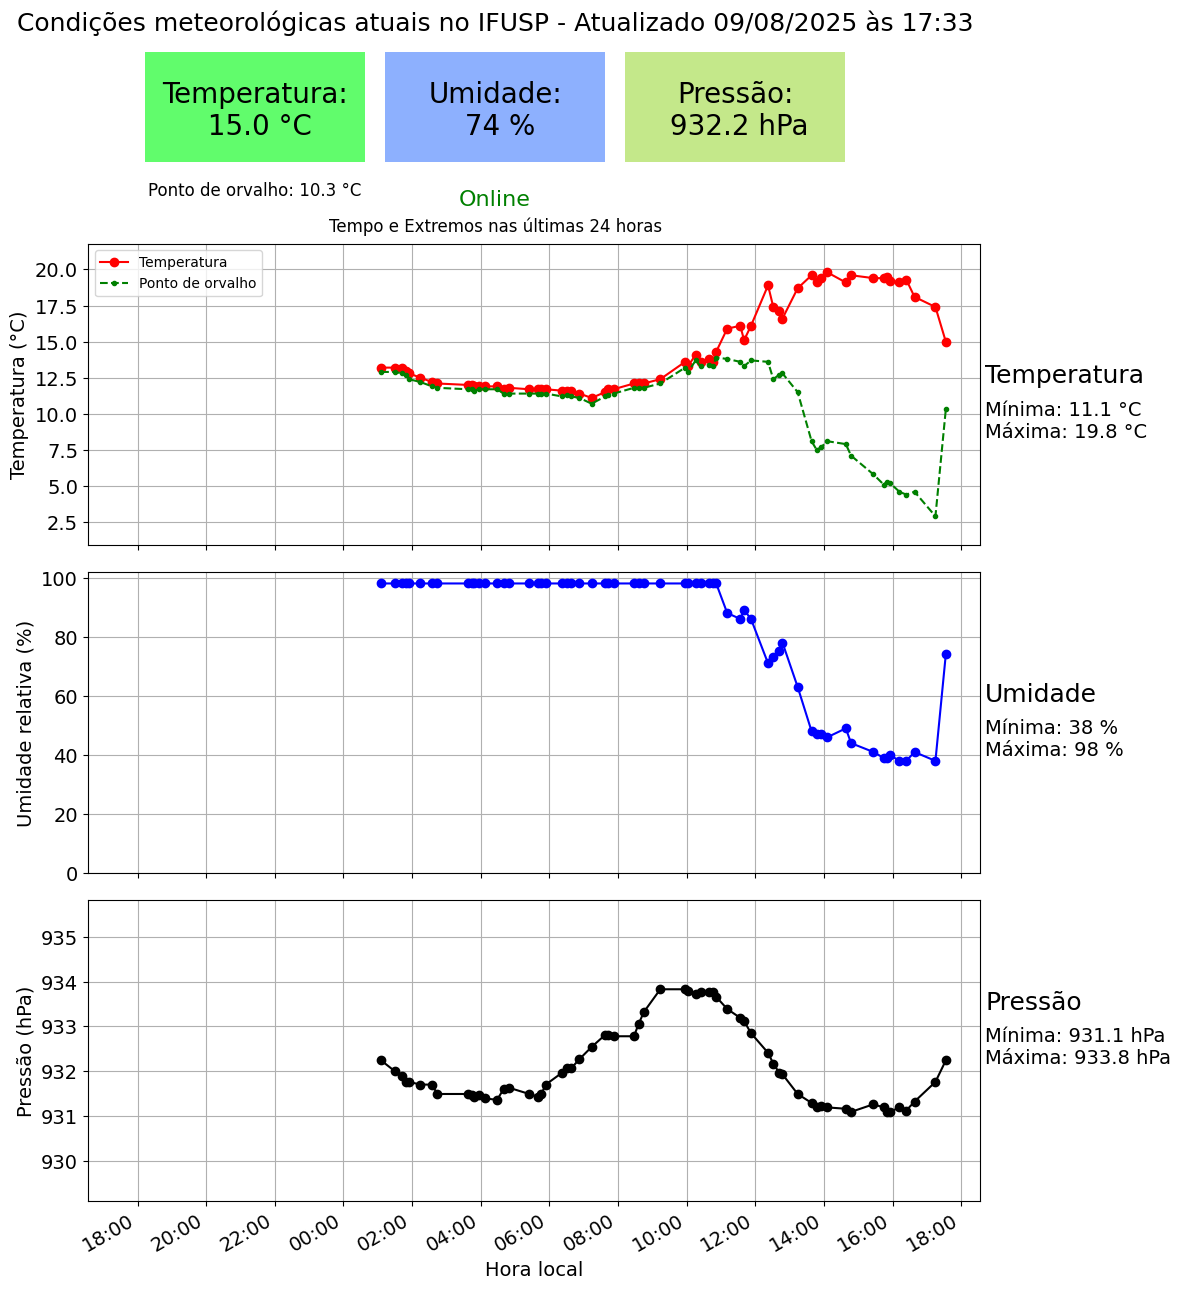 Condições meteorológicas atuais no IFUSP - Atualizado 09/08/2025 às 17:33
Temperatura:
15.0 °C
Umidade:
74 %
Pressão:
932.2 hPa
Ponto de orvalho: 10.3 °C
Online
Tempo e Extremos nas últimas 24 horas
Temperatura
Ponto de orvalho
Temperatura (°C)
20.0
17.5
15.0
12.5
10.0
7.5
5.0
2.5
Temperatura
Mínima: 11.1 °C
Máxima: 19.8 °C
Umidade relativa (%)
100
80
60
40
20
0
Umidade
Mínima: 38 %
Máxima: 98 %
Pressão (hPa)
935
934
933
932
931
930
Pressão
Mínima: 931.1 hPa
Máxima: 933.8 hPa
18:00 20:00 22:00 00:00 02:00 04:00 06:00 08:00 10:00 12:00 14:00 16:00 18:00
Hora local